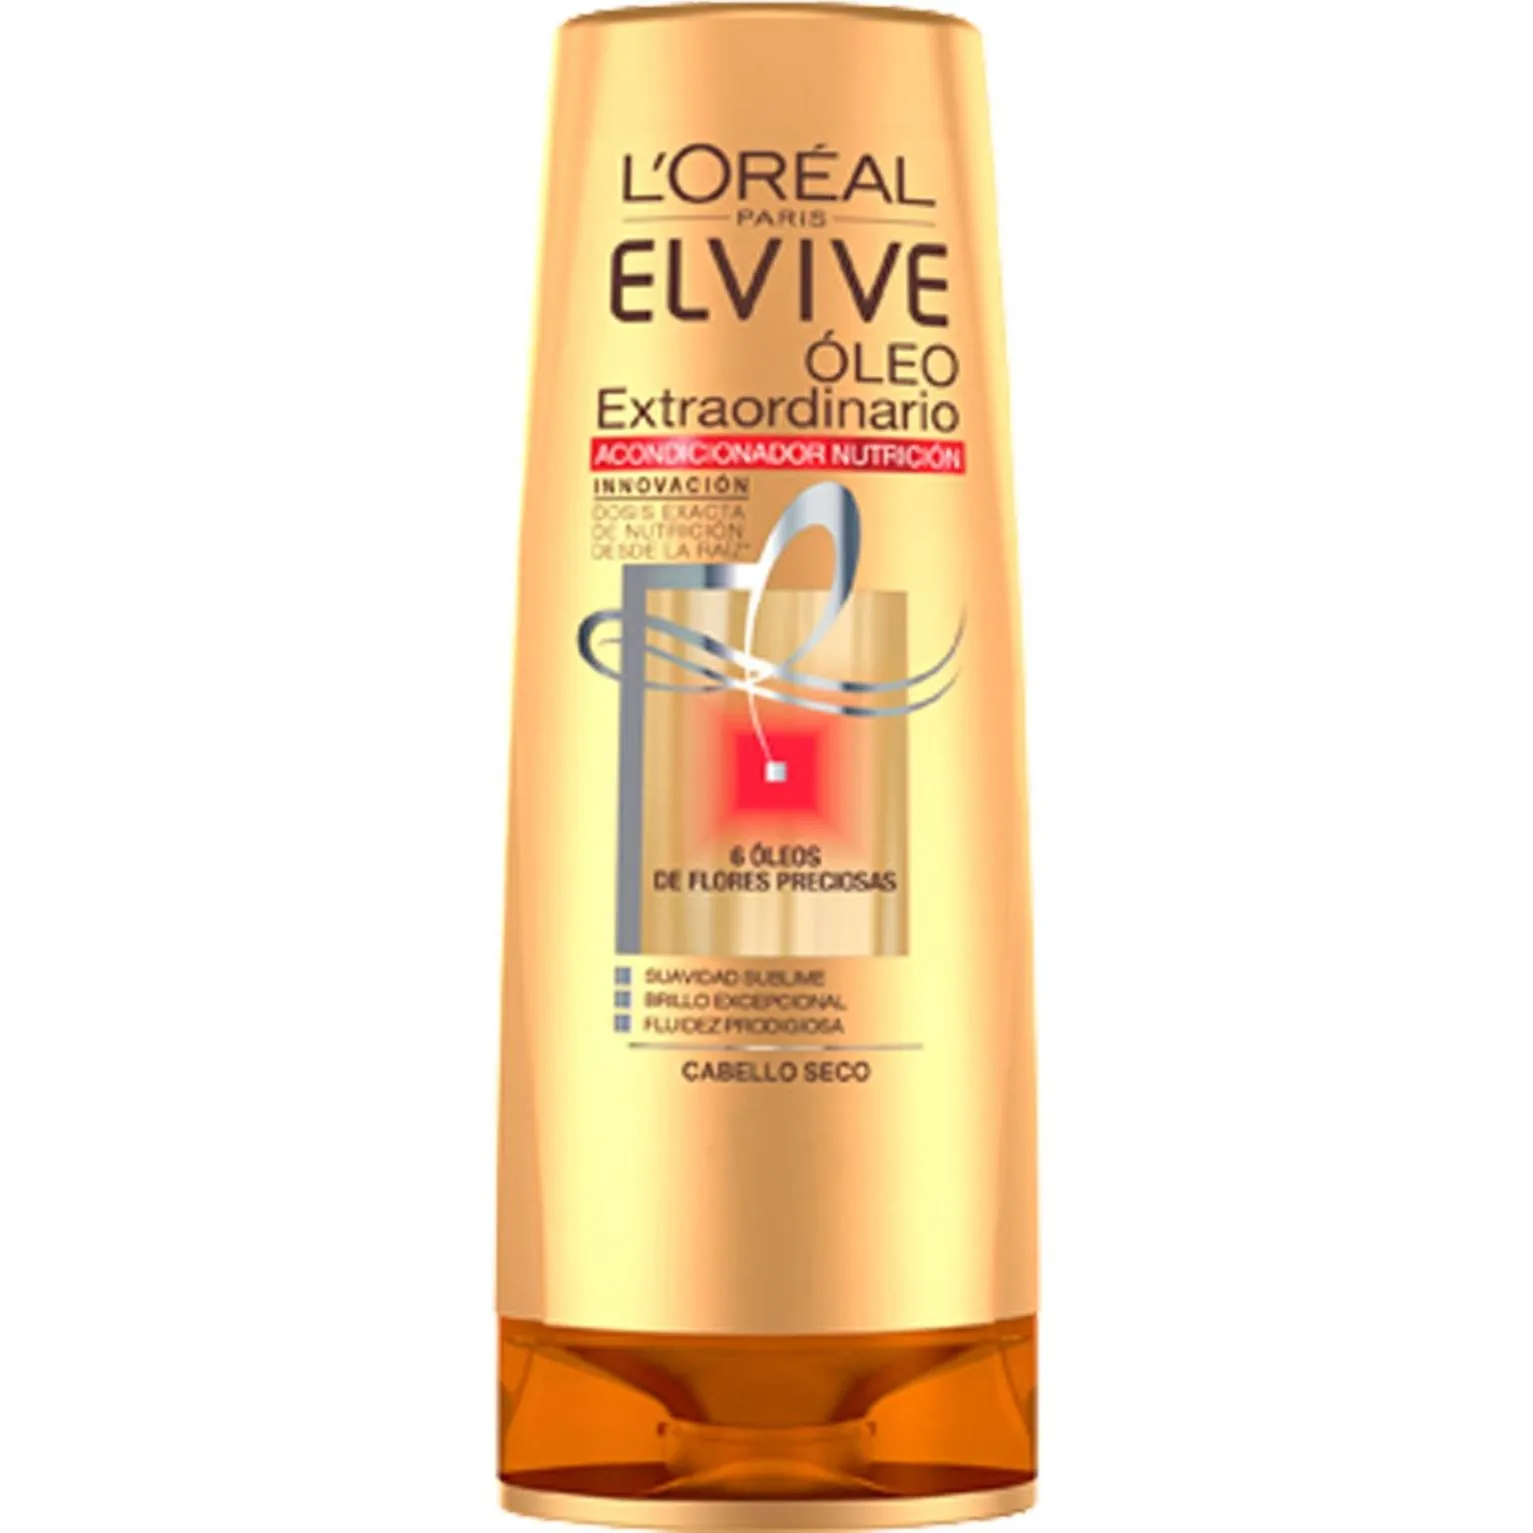 L'ORÉAL
PARIS
ELVIVE
ÓLEO
Extraordinario
ACONDICIONADOR NUTRICIÓN
INNOVACIÓN
DOSIS EXACTA
DE NUTRICIÓN
DESDE LA RAÍZ*
6 ÓLEOS
DE FLORES PRECIOSAS
SUAVIDAD SUBLIME
BRILLO EXCEPCIONAL
FLUIDEZ PRODIGIOSA
CABELLO SECO